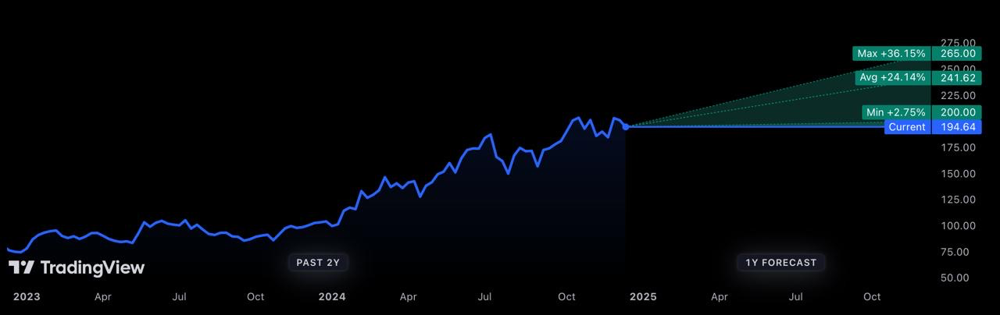 275.00
Max +36.15% 265.00
250.00
Avg +24.14% 241.62
225.00
Min +2.75% 200.00
Current 194.64
175.00
150.00
125.00
100.00
75.00
50.00
PAST 2Y
1Y FORECAST
TradingView
2023 Apr Jul Oct 2024 Apr Jul Oct 2025 Apr Jul Oct